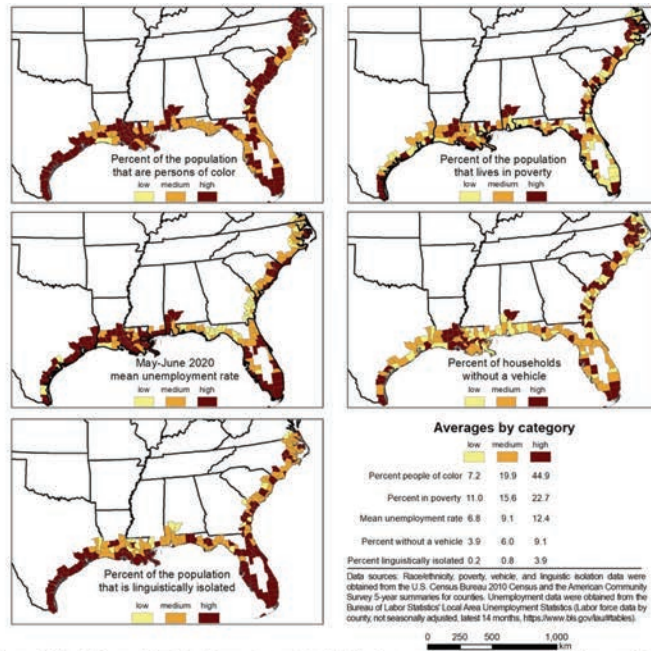 Percent of the population
that are persons of color
low medium high
Percent of the population
that lives in poverty
low medium high
May-June 2020
mean unemployment rate
low medium high
Percent of households
without a vehicle
low medium high
Percent of the population
that is linguistically isolated
low medium high
Averages by category
low medium high
Percent people of color 7.2 19.9 44.9
Percent in poverty 11.0 15.6 22.7
Mean unemployment rate 6.8 9.1 12.4
Percent without a vehicle 3.9 6.0 9.1
Percent linguistically isolated 0.2 0.8 3.9
Data sources: Race/ethnicity, poverty, vehicle, and linguistic isolation data were
obtained from the U.S. Census Bureau 2010 Census and the American Community
Survey 5-year summaries for counties. Unemployment data were obtained from the
Bureau of Labor Statistics' Local Area Unemployment Statistics (Labor force data by
county, not seasonally adjusted, latest 14 months, https://www.bls.gov/lau/#tables).
0 250 500 1,000
km